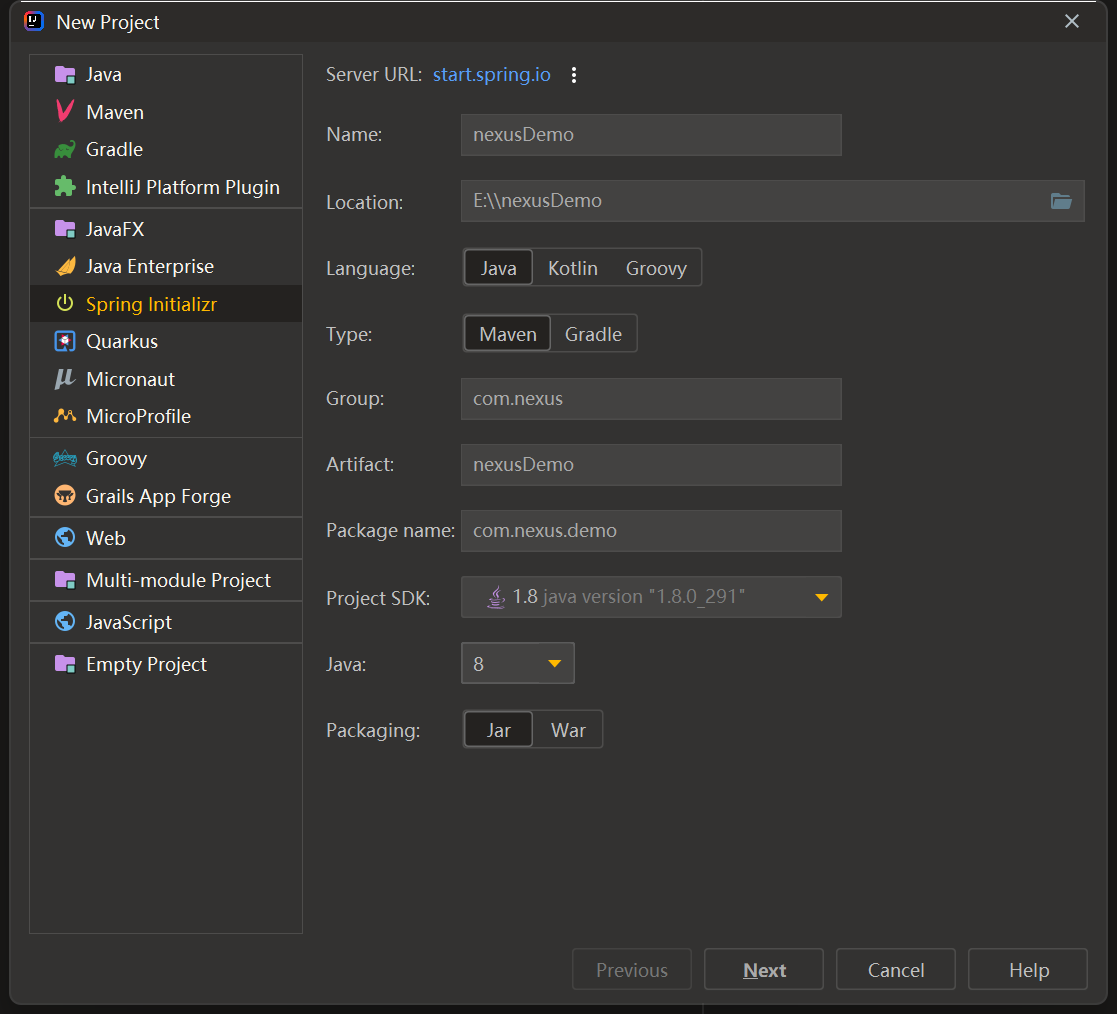 New Project
Java
Maven
Gradle
IntelliJ Platform Plugin
JavaFX
Java Enterprise
Spring Initializr
Quarkus
Micronaut
MicroProfile
Groovy
Grails App Forge
Web
Multi-module Project
JavaScript
Empty Project
Server URL: start.spring.io
Name: nexusDemo
Location: E:\\nexusDemo
Language: Java Kotlin Groovy
Type: Maven Gradle
Group: com.nexus
Artifact: nexusDemo
Package name: com.nexus.demo
Project SDK: 1.8 java version "1.8.0_291"
Java: 8
Packaging: Jar War
Previous Next Cancel Help